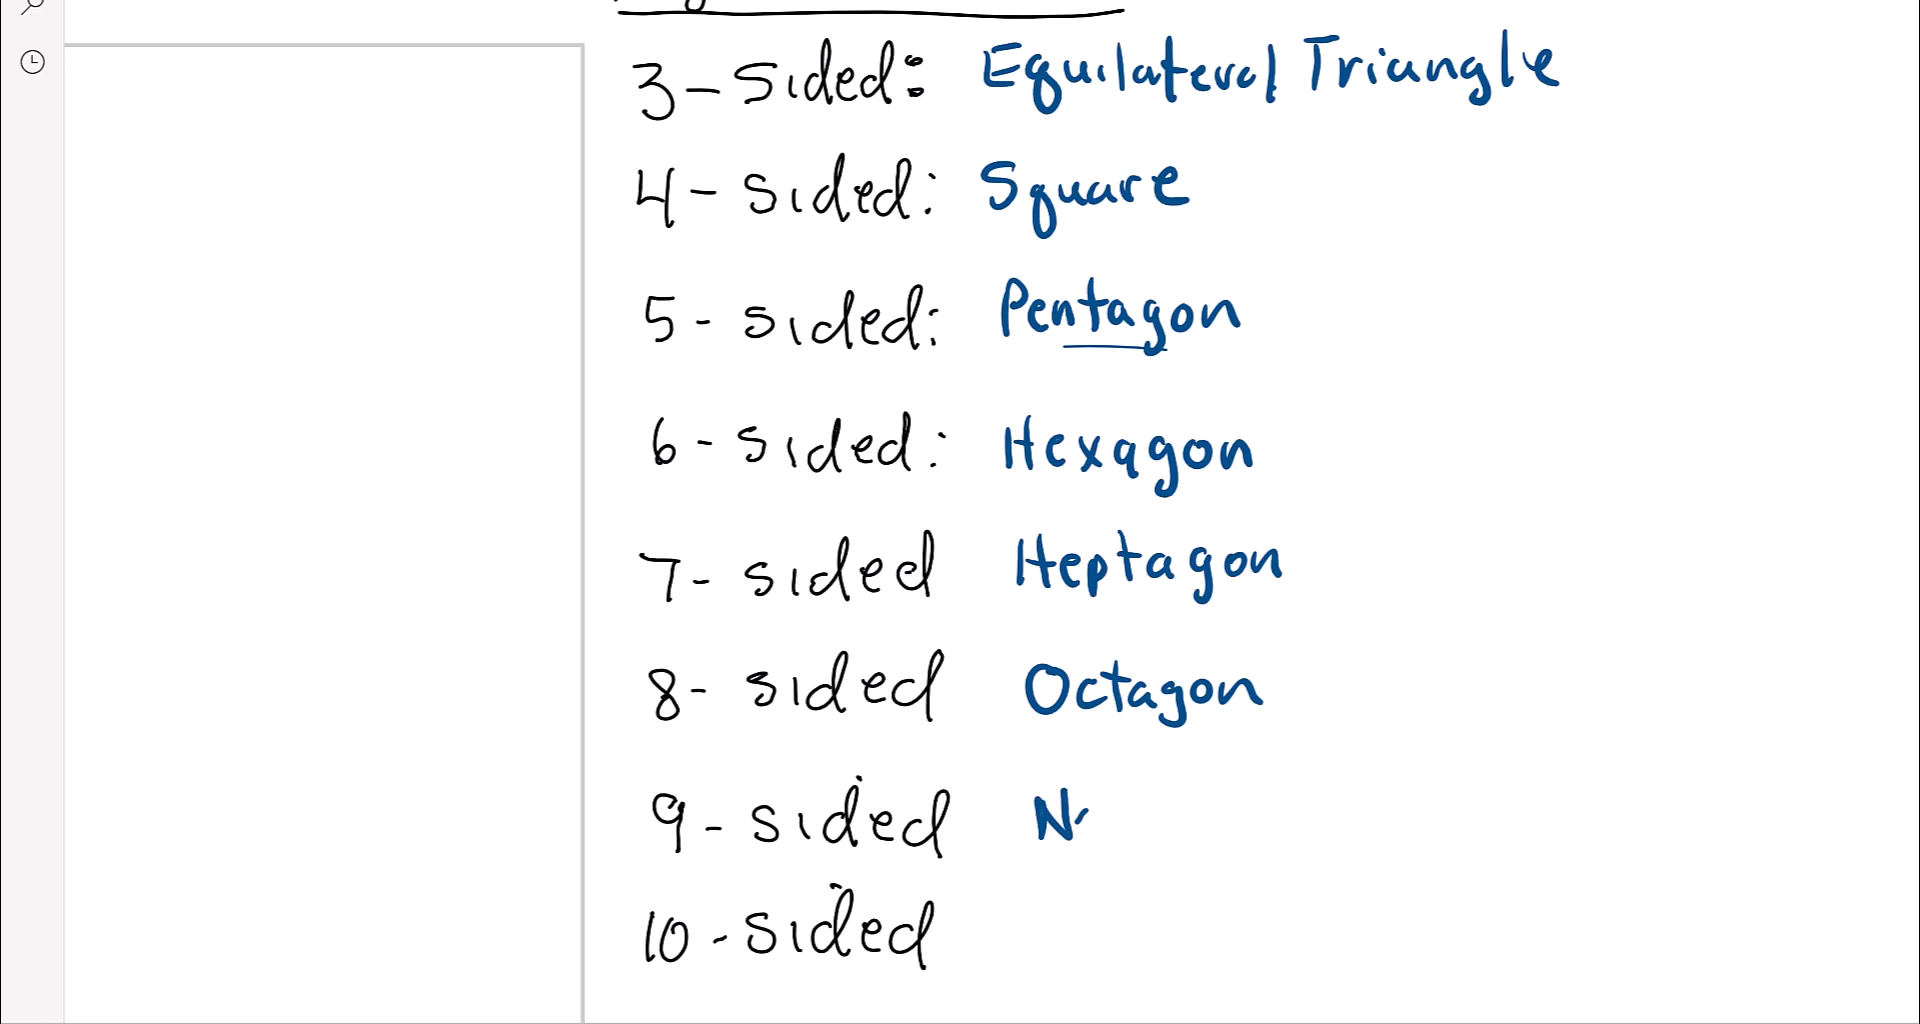 3-sided: Equilateral Triangle
4-sided: Square
5-sided: Pentagon
6-sided: Hexagon
7-sided Heptagon
8-sided Octagon
9-sided N
10-sided